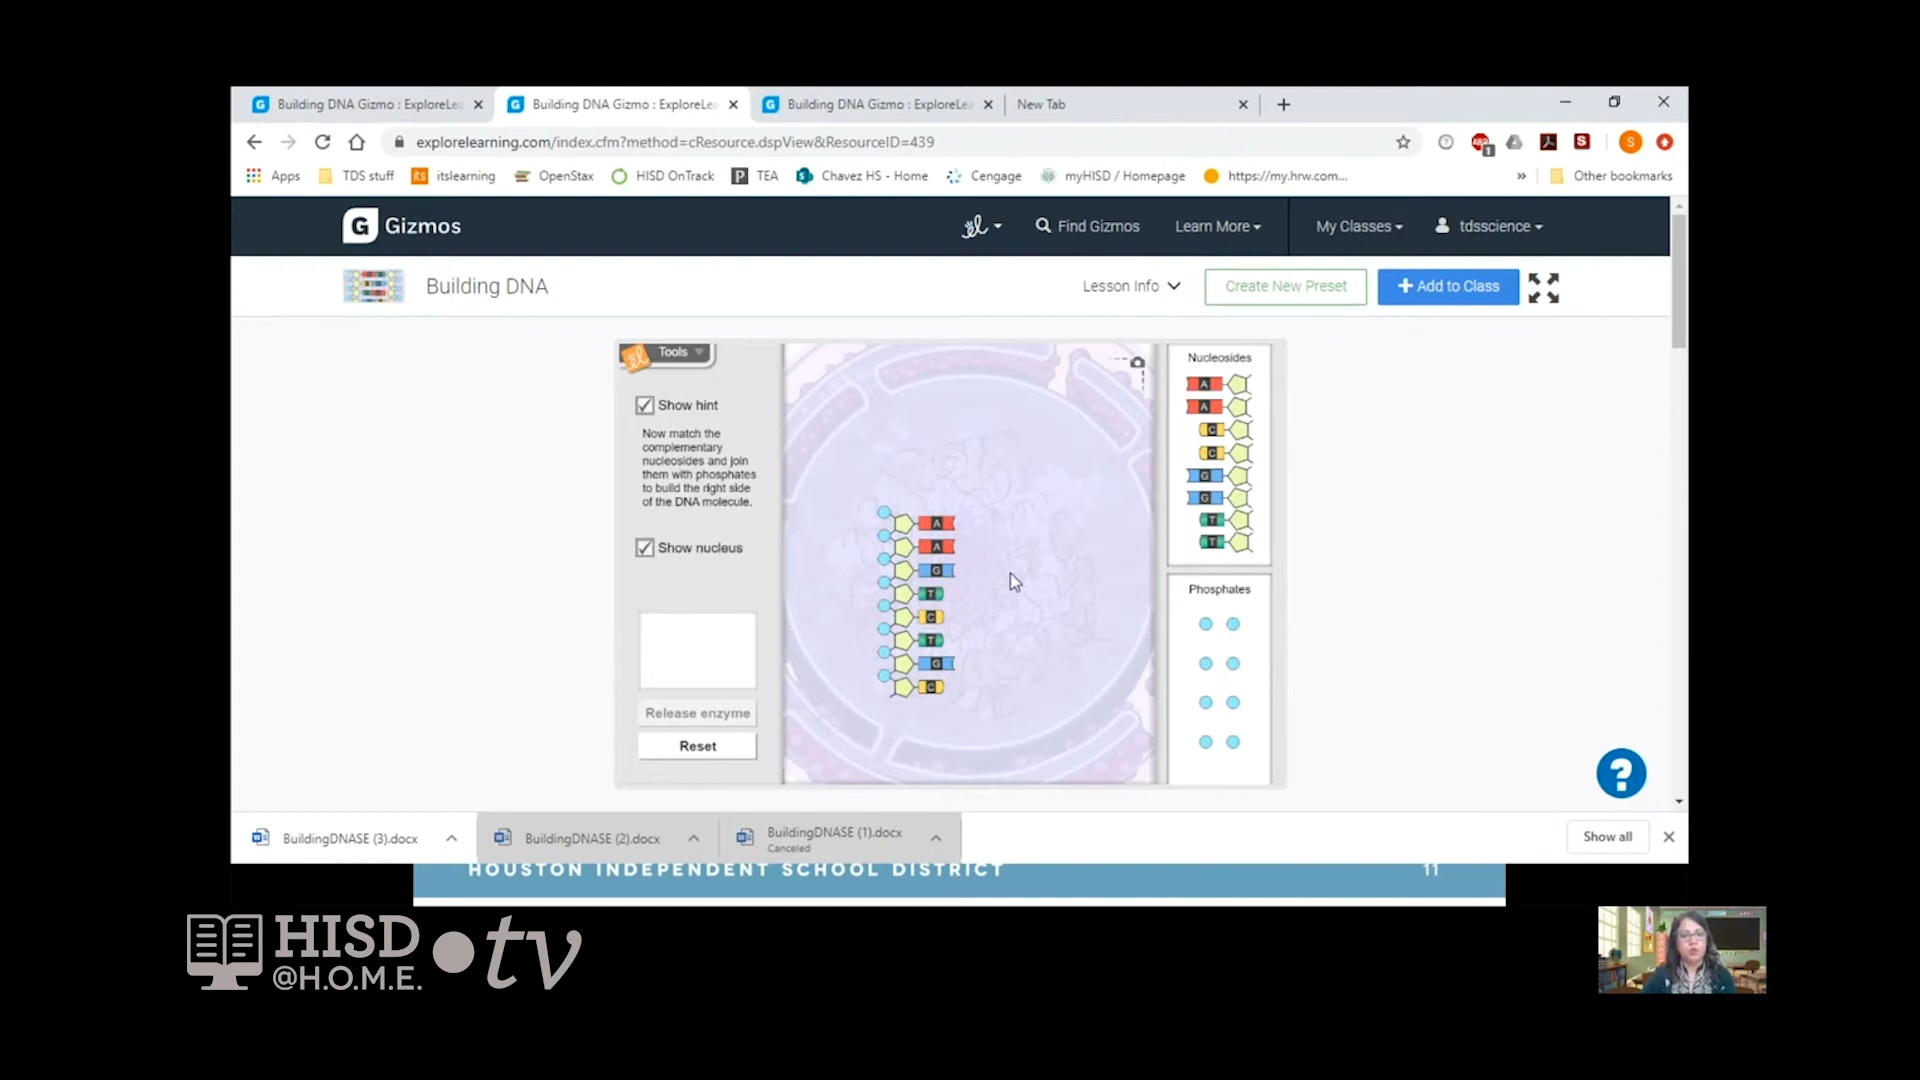 Building DNA Gizmo : ExploreLe
Building DNA Gizmo : ExploreLea
Building DNA Gizmo : ExploreLea
New Tab
explorelearning.com/index.cfm?method=cResource.dspView&ResourceID=439
Apps
TDS stuff
its
itslearning
OpenStax
HISD OnTrack
P
TEA
Chavez HS - Home
Cengage
myHISD / Homepage
https://my.hrw.com...
»
Other bookmarks
G Gizmos
Find Gizmos
Learn More
My Classes
tdsscience
Building DNA
Lesson Info
Create New Preset
+ Add to Class
Tools
Show hint
Now match the
complementary
nucleosides and join
them with phosphates
to build the right side
of the DNA molecule.
Show nucleus
Release enzyme
Reset
A
A
G
T
C
T
G
C
Nucleosides
A
A
C
C
G
G
T
T
Phosphates
?
BuildingDNASE (3).docx
BuildingDNASE (2).docx
BuildingDNASE (1).docx
Canceled
Show all
HOUSTON INDEPENDENT SCHOOL DISTRICT
11
HISD
@H.O.M.E.
tv